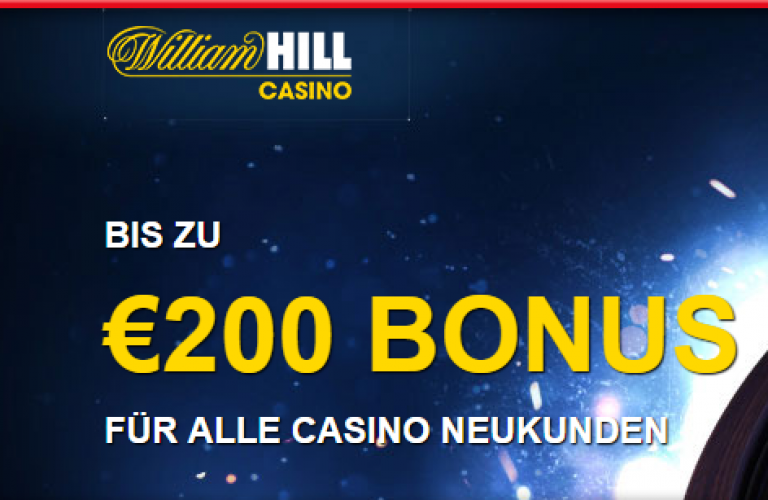 William HILL
CASINO
BIS ZU
€200 BONUS
FÜR ALLE CASINO NEUKUNDEN